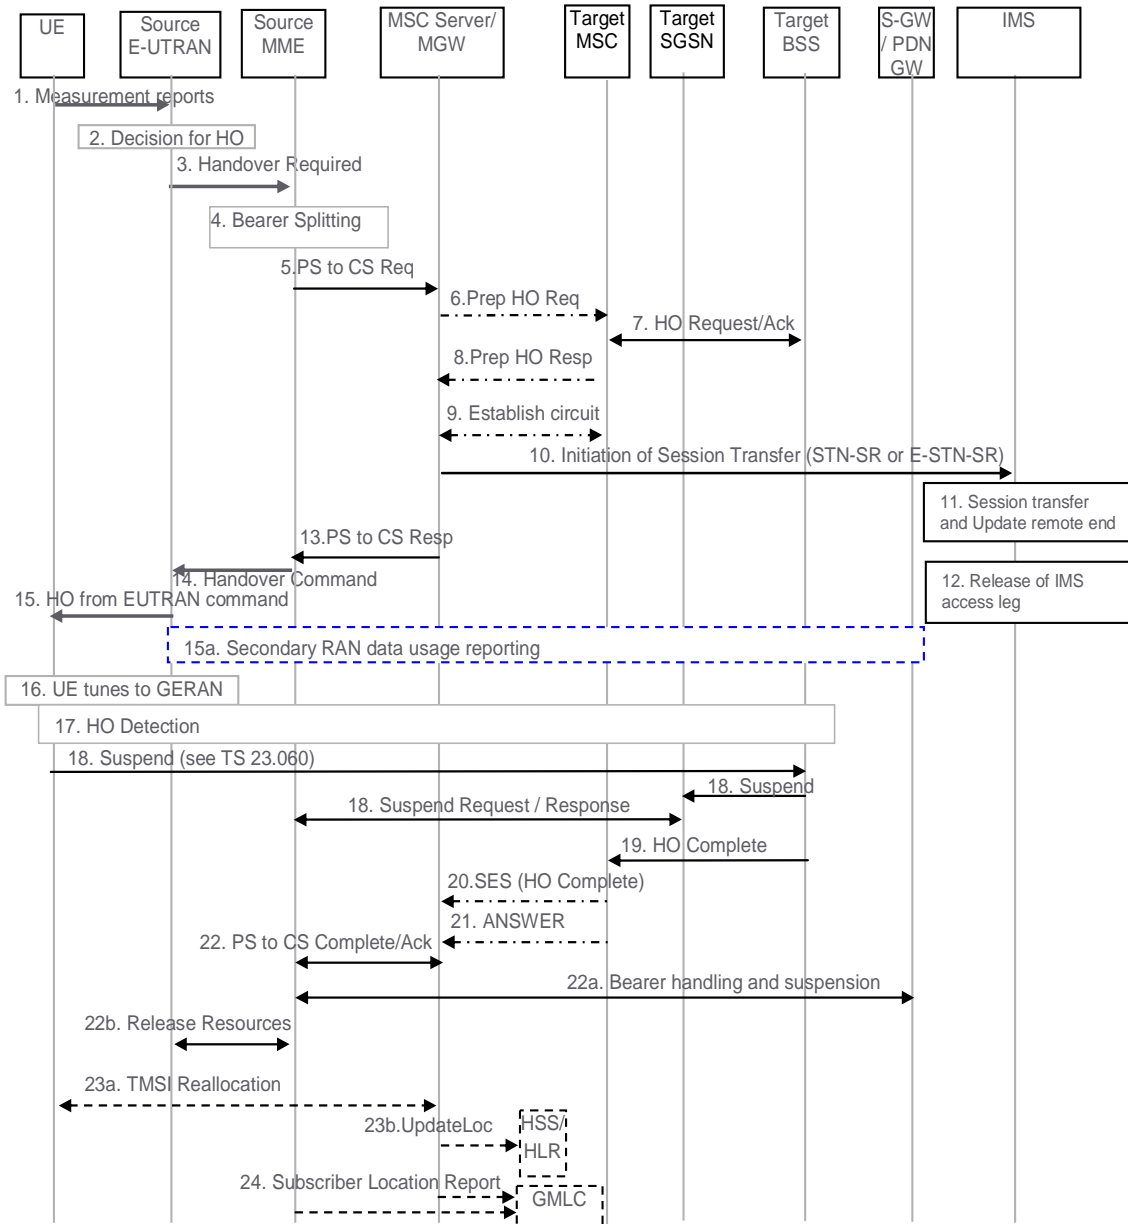 UE
Source
E-UTRAN
Source
MME
MSC Server/
MGW
Target
MSC
Target
SGSN
Target
BSS
S-GW
/ PDN
GW
IMS
1. Measurement reports
2. Decision for HO
3. Handover Required
4. Bearer Splitting
5.PS to CS Req
6.Prep HO Req
7. HO Request/Ack
8.Prep HO Resp
9. Establish circuit
10. Initiation of Session Transfer (STN-SR or E-STN-SR)
11. Session transfer
and Update remote end
13.PS to CS Resp
14. Handover Command
12. Release of IMS
access leg
15. HO from EUTRAN command
15a. Secondary RAN data usage reporting
16. UE tunes to GERAN
17. HO Detection
18. Suspend (see TS 23.060)
18. Suspend
18. Suspend Request / Response
19. HO Complete
20.SES (HO Complete)
21. ANSWER
22. PS to CS Complete/Ack
22a. Bearer handling and suspension
22b. Release Resources
23a. TMSI Reallocation
23b.UpdateLoc
HSS/
HLR
24. Subscriber Location Report
GMLC